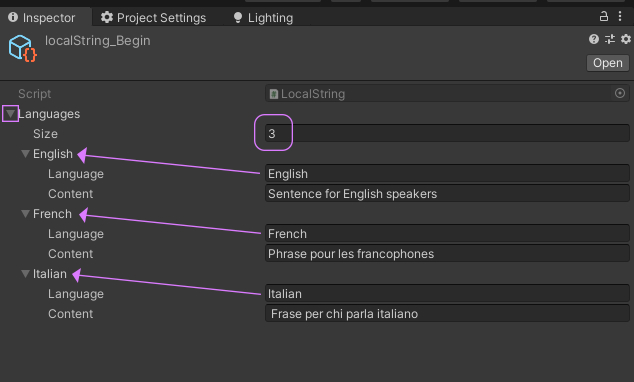 Inspector Project Settings Lighting
localString_Begin
Open
Script LocalString
Languages
Size 3
English
Language English
Content Sentence for English speakers
French
Language French
Content Phrase pour les francophones
Italian
Language Italian
Content Frase per chi parla italiano